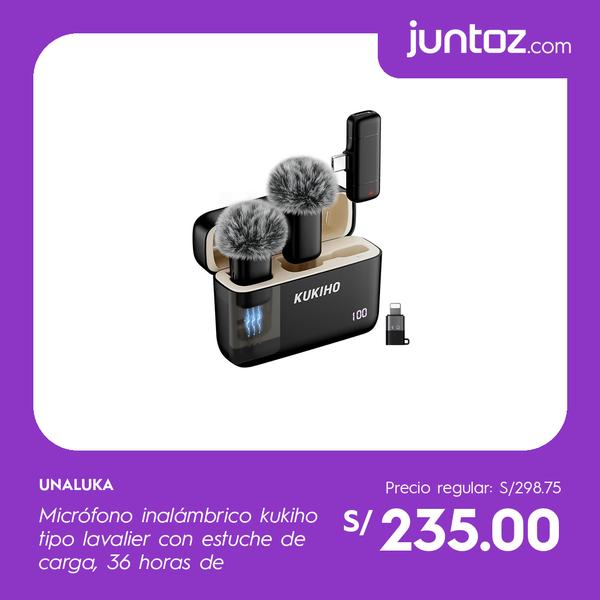 juntoz.com
KUKIHO
100
UNALUKA
Micrófono inalámbrico kukiho
tipo lavalier con estuche de
carga, 36 horas de
Precio regular: S/298.75
S/ 235.00